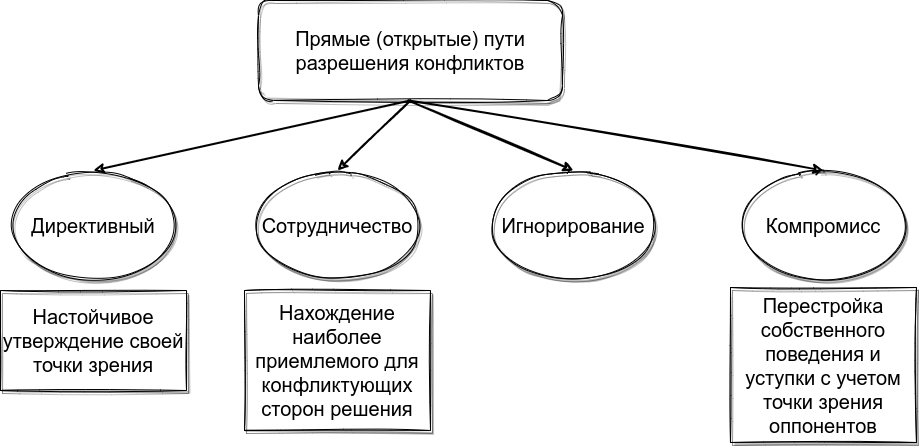 Прямые (открытые) пути
разрешения конфликтов
Директивный
Сотрудничество
Игнорирование
Компромисс
Настойчивое
утверждение своей
точки зрения
Нахождение
наиболее
приемлемого для
конфликтующих
сторон решения
Перестройка
собственного
поведения и
уступки с учетом
точки зрения
оппонентов